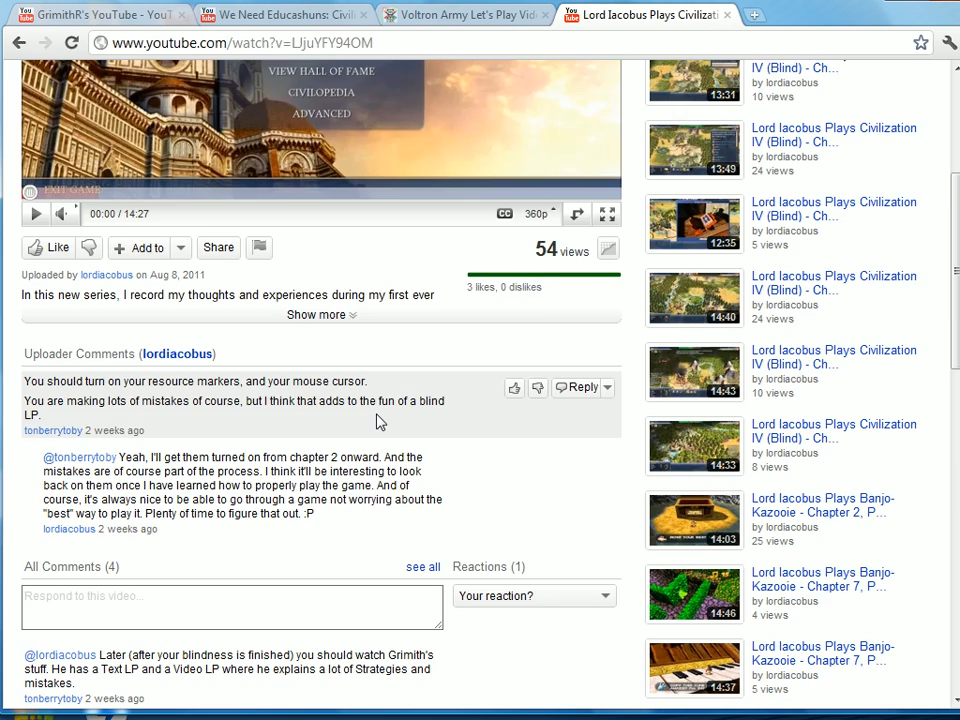 GrimithR's YouTube - YouT
We Need Educashuns: Civili
Voltron Army Let's Play Vid
Lord Iacobus Plays Civilizati
www.youtube.com/watch?v=LIjuYFY94OM
VIEW HALL OF FAME
CIVILOPEDIA
ADVANCED
EXIT GAME
00:00 / 14:27
CC
360p
Like
Add to
Share
54 views
Uploaded by lordiacobus on Aug 8, 2011
3 likes, 0 dislikes
In this new series, I record my thoughts and experiences during my first ever
Show more
Uploader Comments (lordiacobus)
You should turn on your resource markers, and your mouse cursor.
You are making lots of mistakes of course, but I think that adds to the fun of a blind
LP.
tonberrytoby 2 weeks ago
Reply
@tonberrytoby Yeah, I'll get them turned on from chapter 2 onward. And the
mistakes are of course part of the process. I think it'll be interesting to look
back on them once I have learned how to properly play the game. And of
course, it's always nice to be able to go through a game not worrying about the
"best" way to play it. Plenty of time to figure that out. :P
lordiacobus 2 weeks ago
All Comments (4)
see all
Respond to this video...
Reactions (1)
Your reaction?
@lordiacobus Later (after your blindness is finished) you should watch Grimith's
stuff. He has a Text LP and a Video LP where he explains a lot of Strategies and
mistakes.
tonberrytoby 2 weeks ago
IV (Blind) - Ch...
by lordiacobus
10 views
13:31
Lord Iacobus Plays Civilization
IV (Blind) - Ch...
by lordiacobus
24 views
13:49
Lord Iacobus Plays Civilization
IV (Blind) - Ch...
by lordiacobus
5 views
12:35
Lord Iacobus Plays Civilization
IV (Blind) - Ch...
by lordiacobus
24 views
14:40
Lord Iacobus Plays Civilization
IV (Blind) - Ch...
by lordiacobus
10 views
14:43
Lord Iacobus Plays Civilization
IV (Blind) - Ch...
by lordiacobus
8 views
14:33
Lord Iacobus Plays Banjo-
Kazooie - Chapter 2, P...
by lordiacobus
25 views
14:03
Lord Iacobus Plays Banjo-
Kazooie - Chapter 7, P...
by lordiacobus
4 views
14:46
Lord Iacobus Plays Banjo-
Kazooie - Chapter 7, P...
by lordiacobus
5 views
14:37